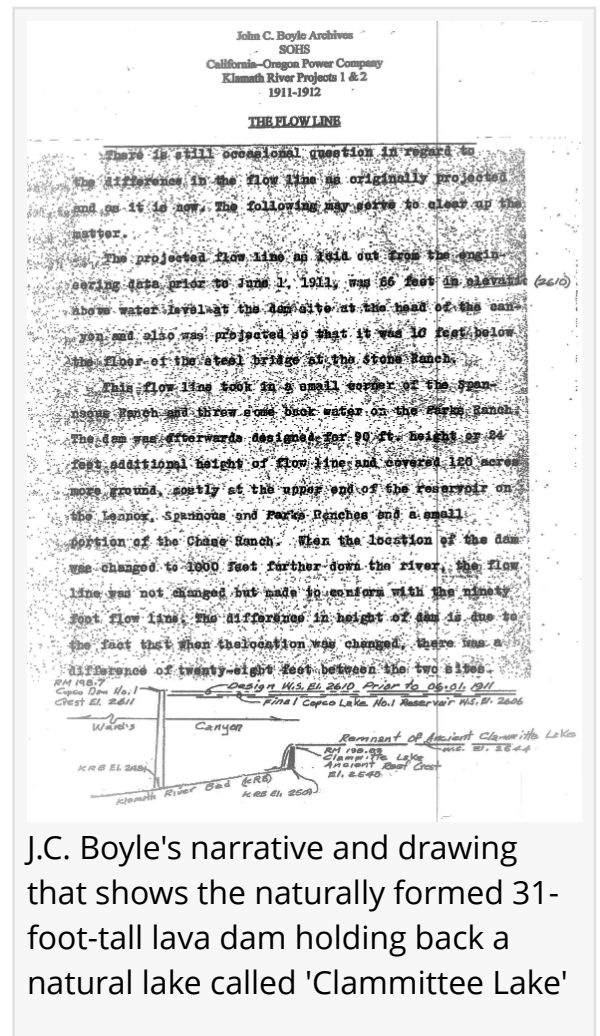 John C. Boyle Archives
SOHS
California–Oregon Power Company
Klamath River Projects 1 & 2
1911-1912
THE FLOW LINE
There is still occasional question in regard to
the difference in the flow line as originally projected
and as it is now. The following may serve to clear up the
matter.
The projected flow line as laid out from the engin-
eering data prior to June 1, 1911, was 66 feet in elevatio (2610)
above water level at the dam site at the head of the can-
yon and also was projected so that it was 10 feet below
the floor of the steel bridge at the Stone Ranch.
This flow line took in a small corner of the Span-
nous Ranch and threw some back water on the Parks Ranch.
The dam was afterwards designed for 90 ft. height or 24
feet additional height of flow line and covered 120 acres
more ground, mostly at the upper end of the reservoir on
the Lennox, Spannous and Parks Ranches and a small
portion of the Chase Ranch. When the location of the dam
was changed to 1000 feet further down the river, the flow
line was not changed but made to conform with the ninety
foot flow line. The difference in height of dam is due to
the fact that when thelocation was changed, there was a
difference of twenty-eight feet between the two sites.
RM 198.7
Copco Dam No.1
Crest El. 2611
Design W.S. El. 2610 Prior to 06.01.1911
Final Copco Lake No.1 Reservoir W.S. El. 2606
Ward's Canyon
Remnant of Ancient Clammitte Lake
W.S. El. 2544
RM 198.
Clammitte Lake
Ancient Reef Crest
El. 2540
KRB El.
Klamath River Bed (KRB)
KRB El.
J.C. Boyle's narrative and drawing
that shows the naturally formed 31-
foot-tall lava dam holding back a
natural lake called 'Clammittee Lake'